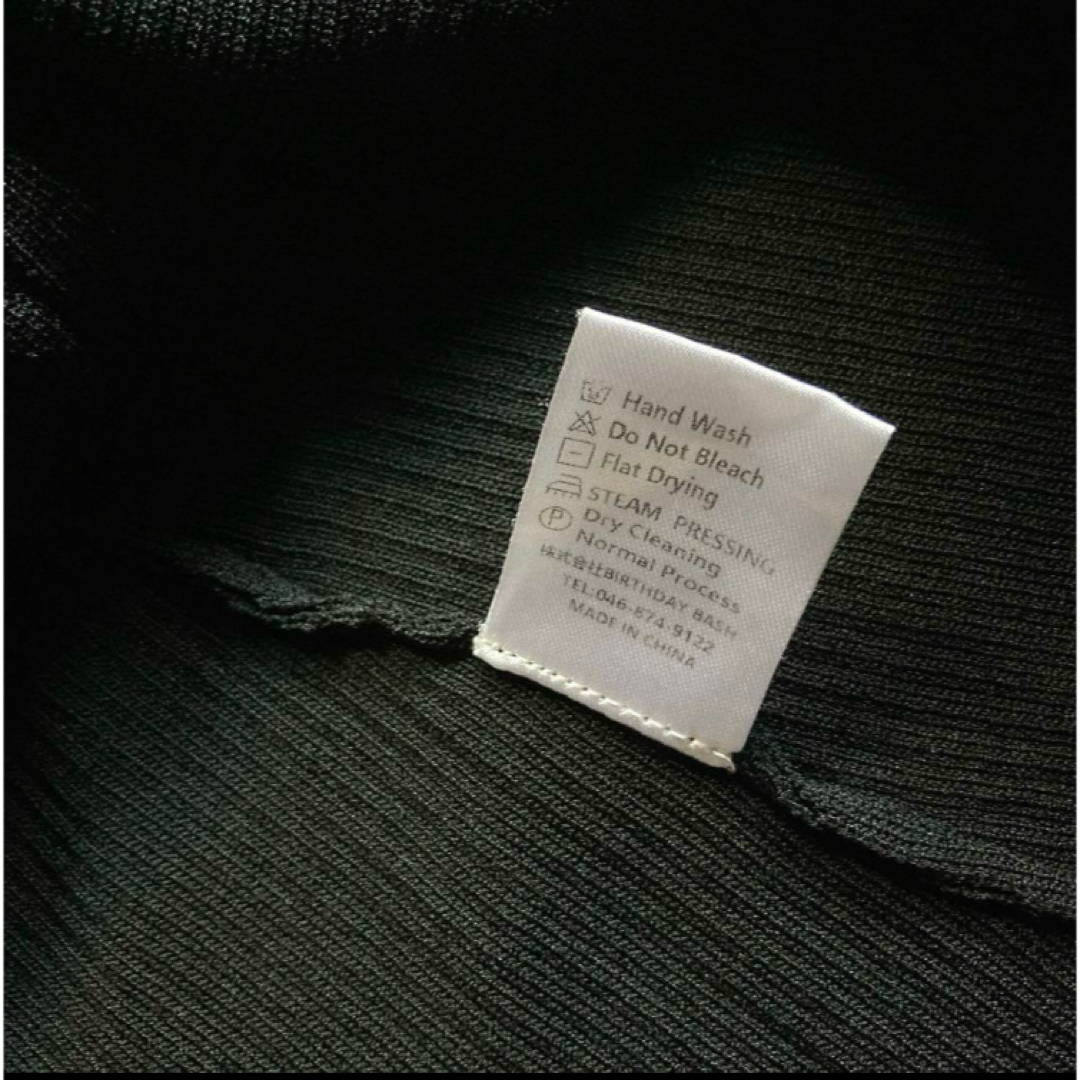 Hand Wash
Do Not Bleach
Flat Drying
STEAM PRESSING
P Dry Cleaning
Normal Process
株式会社BIRTHDAY BASH
TEL:046-874-9122
MADE IN CHINA